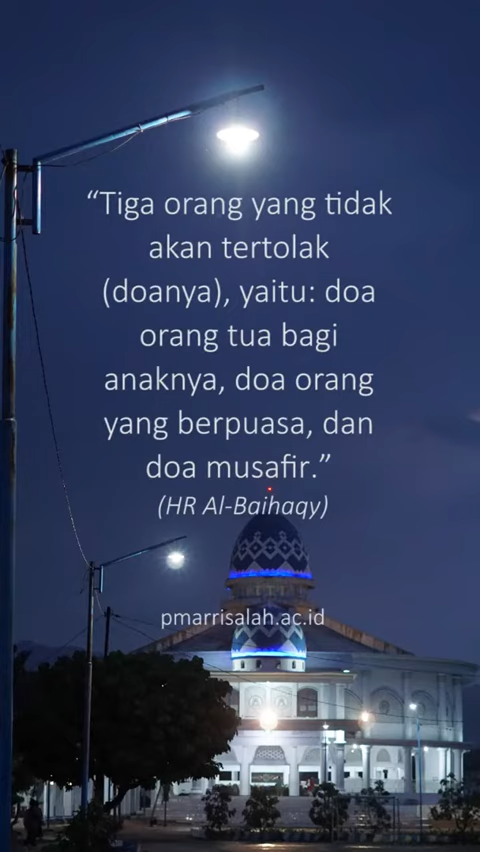 “Tiga orang yang tidak
akan tertolak
(doanya), yaitu: doa
orang tua bagi
anaknya, doa orang
yang berpuasa, dan
doa musafir.”
(HR Al-Baihaqy)
pmarrisalah.ac.id